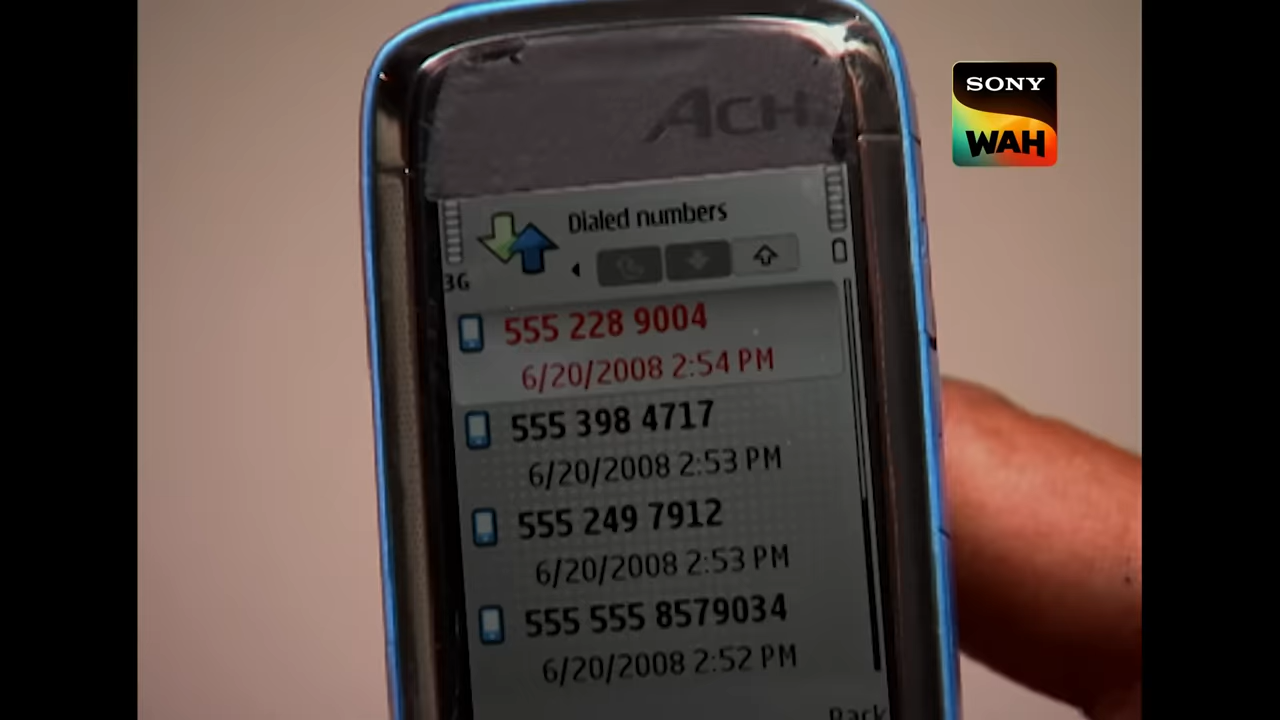 SONY
WAH
ACH
Dialed numbers
3G
555 228 9004
6/20/2008 2:54 PM
555 398 4717
6/20/2008 2:53 PM
555 249 7912
6/20/2008 2:53 PM
555 555 8579034
6/20/2008 2:52 PM
Back